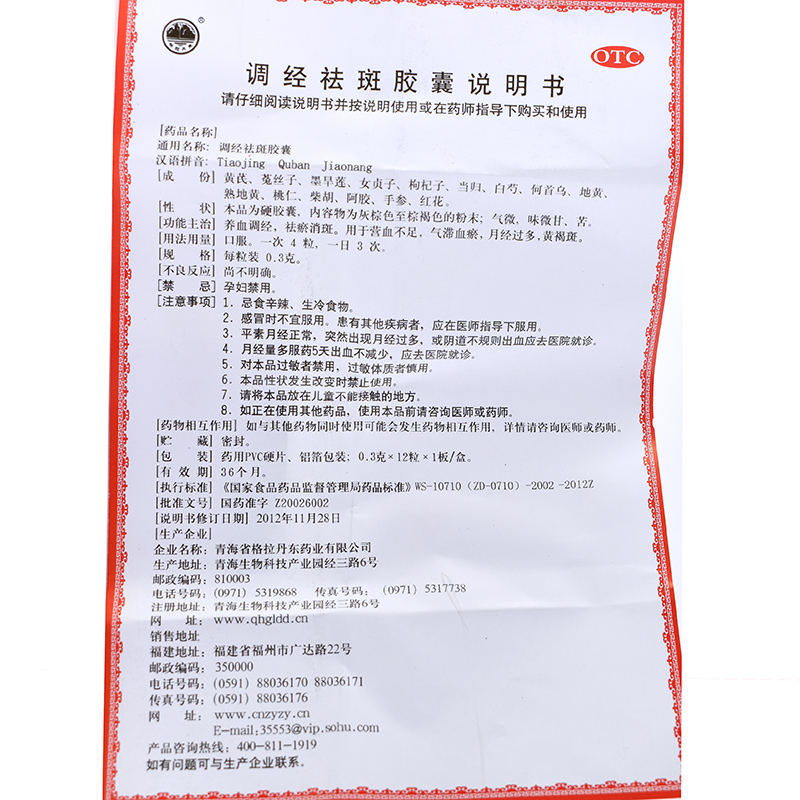 OTC
调经祛斑胶囊说明书
请仔细阅读说明书并按说明使用或在药师指导下购买和使用
[药品名称]
通用名称：调经祛斑胶囊
汉语拼音：Tiaojing Quban Jiaonang
[成 份] 黄芪、菟丝子、墨旱莲、女贞子、枸杞子、当归、白芍、何首乌、地黄、
熟地黄、桃仁、柴胡、阿胶、手参、红花。
[性 状] 本品为硬胶囊，内容物为灰棕色至棕褐色的粉末；气微，味微甘、苦。
[功能主治] 养血调经，祛瘀消斑。用于营血不足，气滞血瘀，月经过多，黄褐斑。
[用法用量] 口服。一次 4 粒，一日 3 次。
[规 格] 每粒装 0.3克。
[不良反应] 尚不明确。
[禁 忌] 孕妇禁用。
[注意事项] 1．忌食辛辣、生冷食物。
2．感冒时不宜服用。患有其他疾病者，应在医师指导下服用。
3．平素月经正常，突然出现月经过多，或阴道不规则出血应去医院就诊。
4．月经量多服药5天出血不减少，应去医院就诊。
5．对本品过敏者禁用，过敏体质者慎用。
6．本品性状发生改变时禁止使用。
7．请将本品放在儿童不能接触的地方。
8．如正在使用其他药品，使用本品前请咨询医师或药师。
[药物相互作用] 如与其他药物同时使用可能会发生药物相互作用，详情请咨询医师或药师。
[贮 藏] 密封。
[包 装] 药用PVC硬片、铝箔包装；0.3克×12粒×1板/盒。
[有 效 期] 36个月。
[执行标准] 《国家食品药品监督管理局药品标准》WS-10710（ZD-0710）-2002 -2012Z
[批准文号] 国药准字 Z20026002
[说明书修订日期] 2012年11月28日
[生产企业]
企业名称：青海省格拉丹东药业有限公司
生产地址：青海生物科技产业园经三路6号
邮政编码：810003
电话号码：（0971）5319868 传真号码：（0971）5317738
注册地址：青海生物科技产业园经三路6号
网 址：www.qhgldd.cn
销售地址
福建地址：福建省福州市广达路22号
邮政编码：350000
电话号码：（0591）88036170 88036171
传真号码：（0591）88036176
网 址：www.cnzyzy.cn
E-mail:35553@vip.sohu.com
产品咨询热线：400-811-1919
如有问题可与生产企业联系。